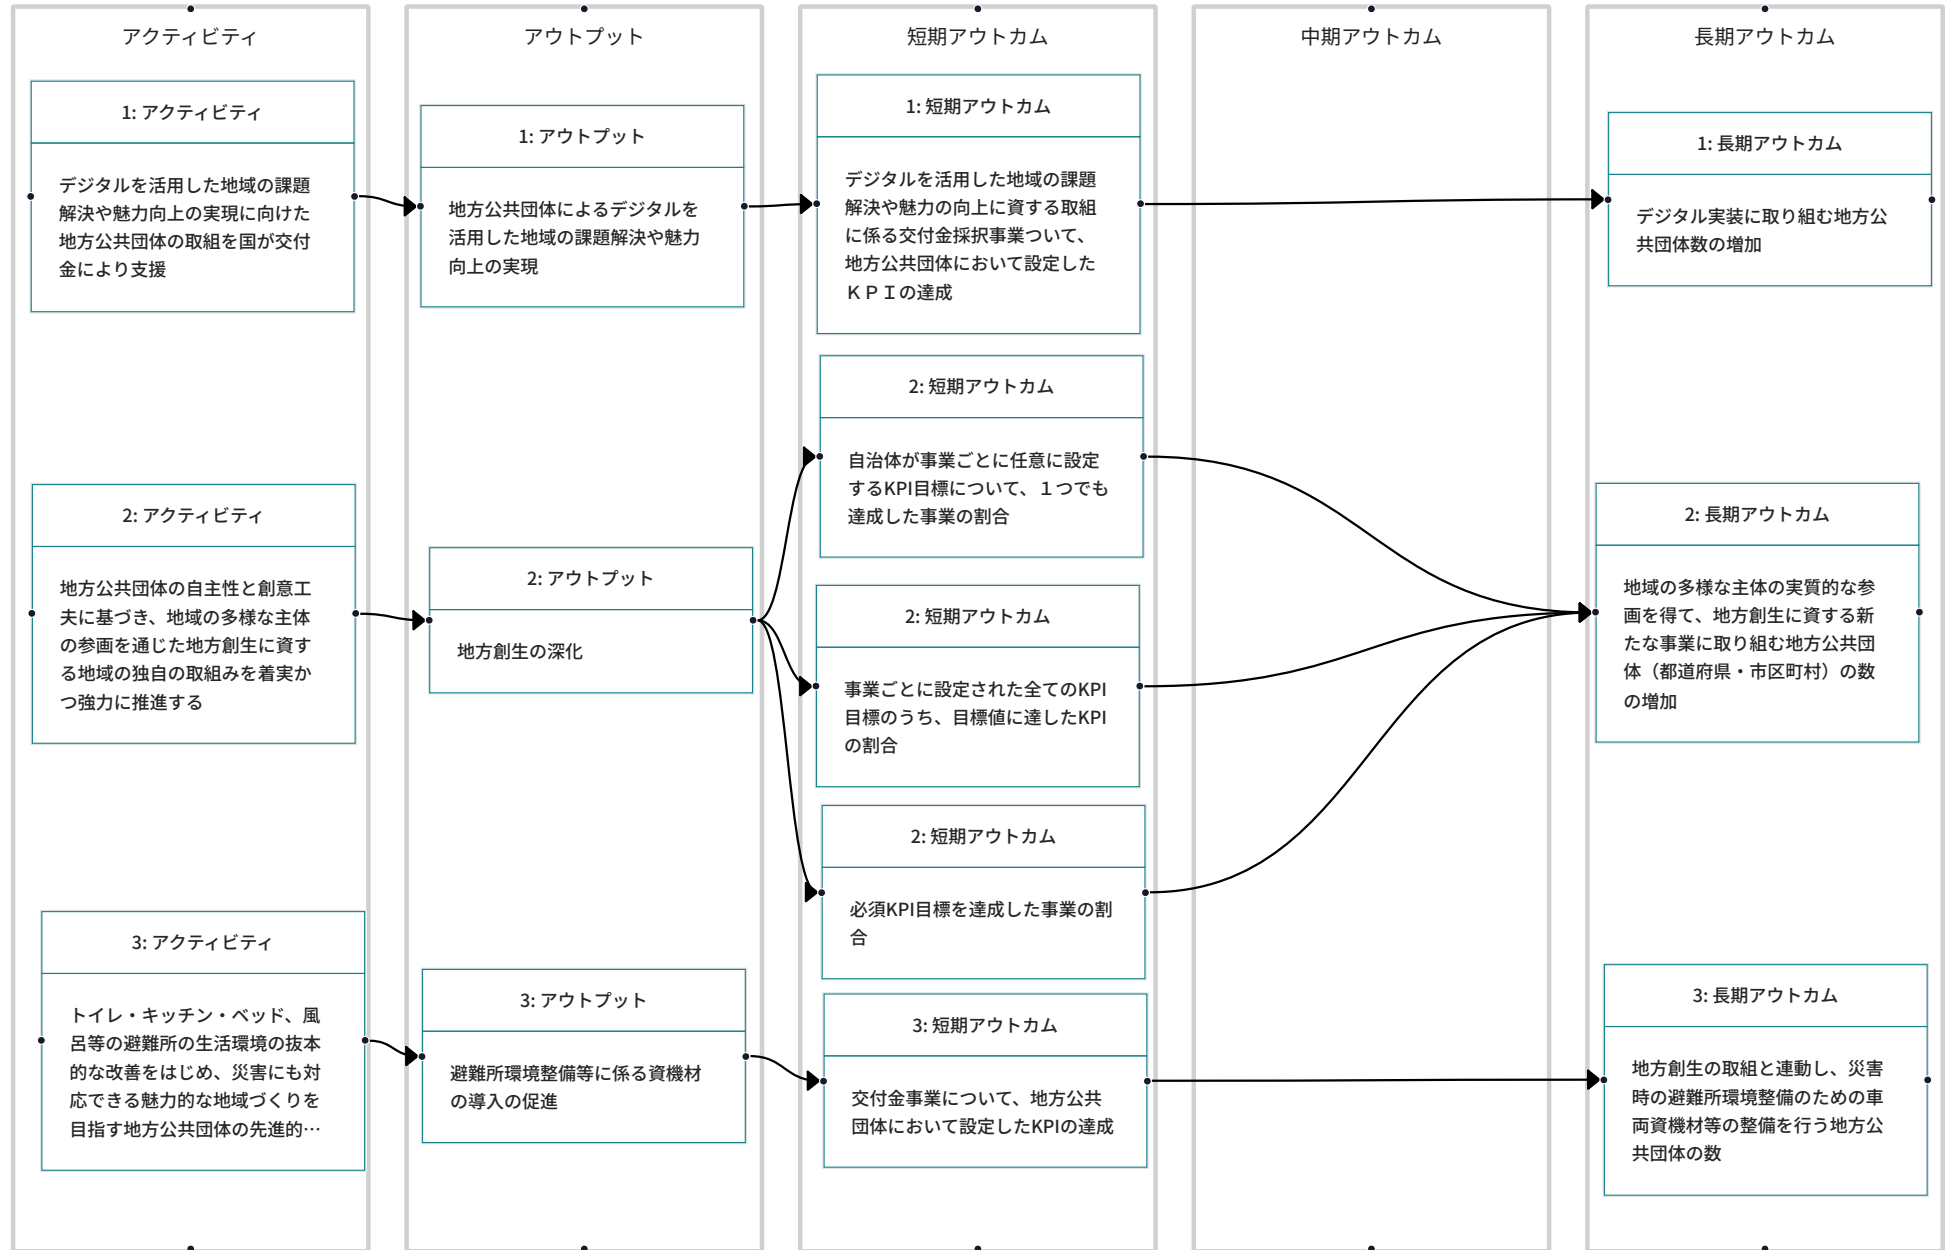 アクティビティ
アウトプット
短期アウトカム
中期アウトカム
長期アウトカム
1: アクティビティ
デジタルを活用した地域の課題
解決や魅力向上の実現に向けた
地方公共団体の取組を国が交付
金により支援
2: アクティビティ
地方公共団体の自主性と創意工
夫に基づき、地域の多様な主体
の参画を通じた地方創生に資す
る地域の独自の取組みを着実か
つ強力に推進する
3: アクティビティ
トイレ・キッチン・ベッド、風
呂等の避難所の生活環境の抜本
的な改善をはじめ、災害にも対
応できる魅力的な地域づくりを
目指す地方公共団体の先進的…
1: アウトプット
地方公共団体によるデジタルを
活用した地域の課題解決や魅力
向上の実現
2: アウトプット
地方創生の深化
3: アウトプット
避難所環境整備等に係る資機材
の導入の促進
1: 短期アウトカム
デジタルを活用した地域の課題
解決や魅力の向上に資する取組
に係る交付金採択事業ついて、
地方公共団体において設定した
ＫＰＩの達成
2: 短期アウトカム
自治体が事業ごとに任意に設定
するKPI目標について、１つでも
達成した事業の割合
2: 短期アウトカム
事業ごとに設定された全てのKPI
目標のうち、目標値に達したKPI
の割合
2: 短期アウトカム
必須KPI目標を達成した事業の割
合
3: 短期アウトカム
交付金事業について、地方公共
団体において設定したKPIの達成
1: 長期アウトカム
デジタル実装に取り組む地方公
共団体数の増加
2: 長期アウトカム
地域の多様な主体の実質的な参
画を得て、地方創生に資する新
たな事業に取り組む地方公共団
体（都道府県・市区町村）の数
の増加
3: 長期アウトカム
地方創生の取組と連動し、災害
時の避難所環境整備のための車
両資機材等の整備を行う地方公
共団体の数